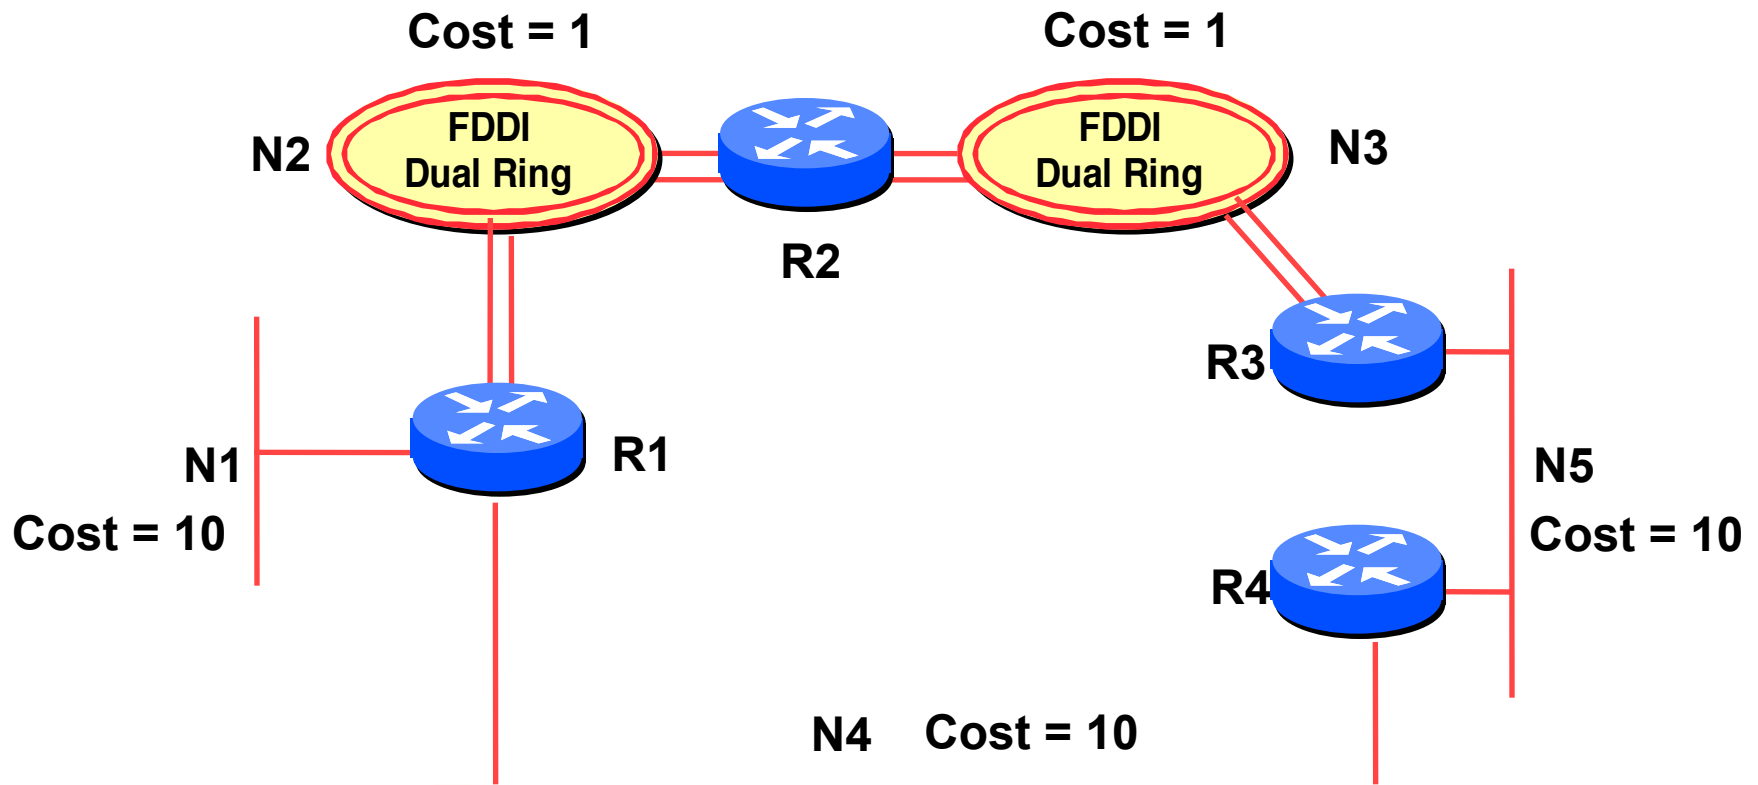 Cost = 1
Cost = 1
FDDI
Dual Ring
FDDI
Dual Ring
N2
N3
R2
R3
N1
R1
N5
Cost = 10
Cost = 10
R4
N4
Cost = 10